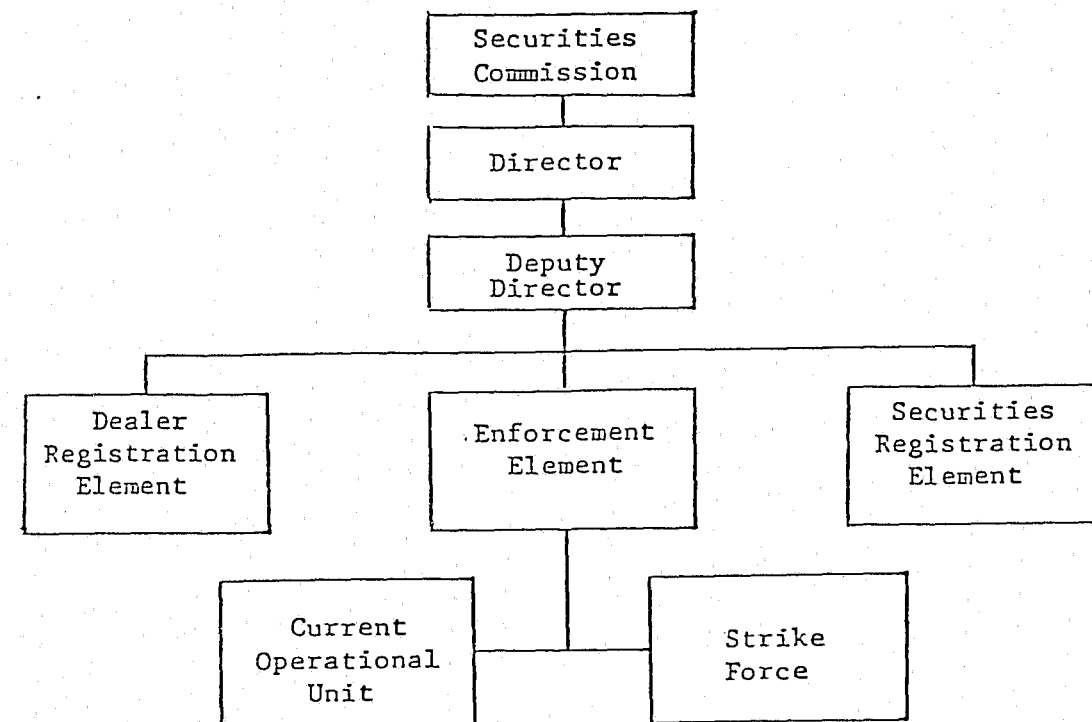 Securities
Commission
Director
Deputy
Director
Dealer
Registration
Element
Enforcement
Element
Securities
Registration
Element
Current
Operational
Unit
Strike
Force